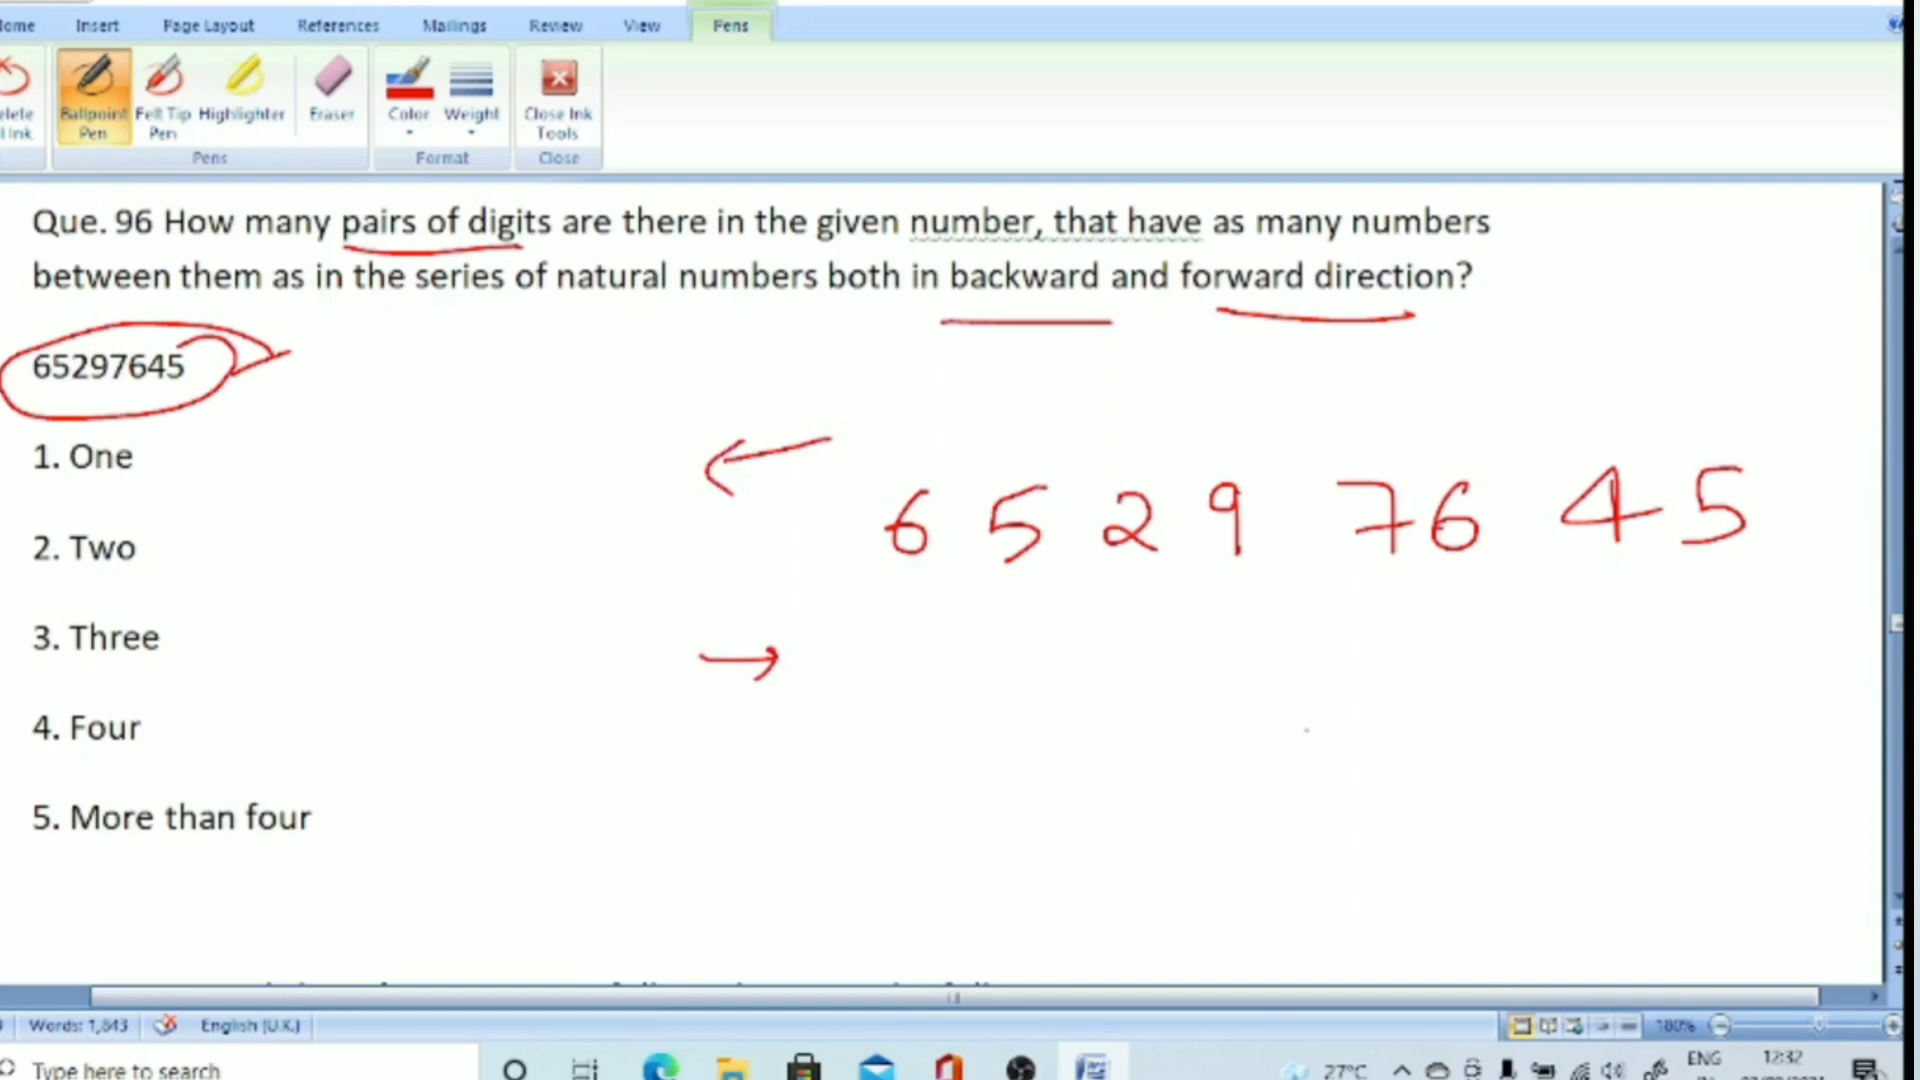 ome Insert Page Layout References Mailings Review View Pens
elete Ballpoint Felt Tip Highlighter Eraser Color Weight Close Ink
l Ink Pen Pen Tools
Pens Format Close
Que. 96 How many pairs of digits are there in the given number, that have as many numbers
between them as in the series of natural numbers both in backward and forward direction?
65297645
1. One
6 5 2 9 7 6 4 5
2. Two
3. Three
4. Four
5. More than four
Words: 1,843 English (U.K.) 180%
Type here to search 27°C ENG 12:32